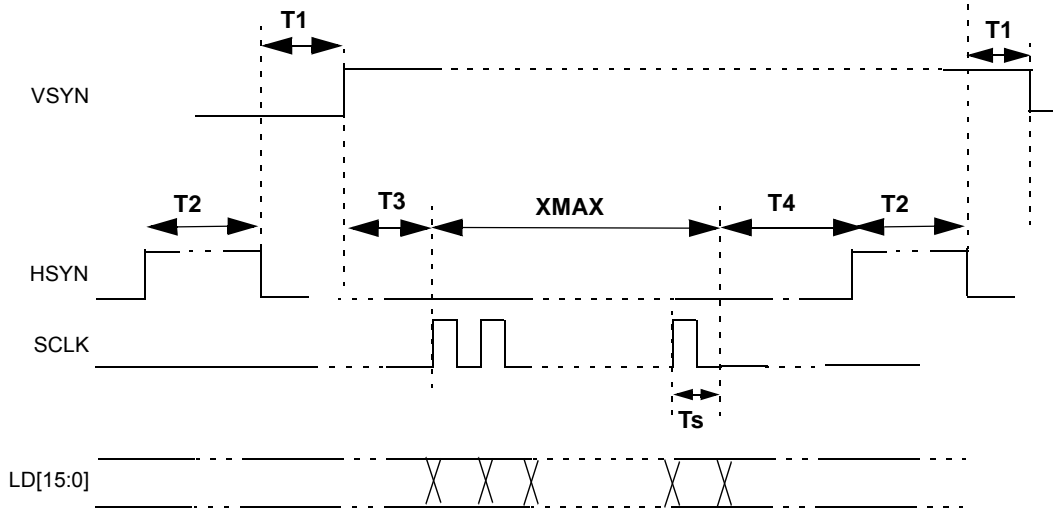 T1
T1
VSYN
T2
T3
XMAX
T4
T2
HSYN
SCLK
Ts
LD[15:0]